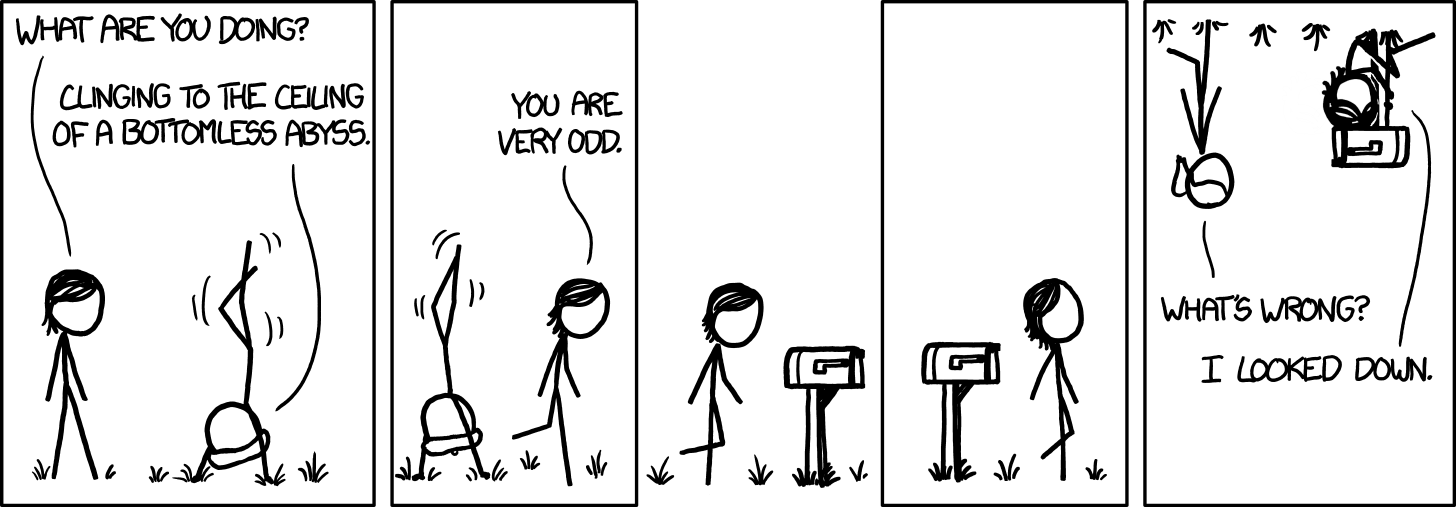 WHAT ARE YOU DOING?
CLINGING TO THE CEILING
OF A BOTTOMLESS ABYSS.
YOU ARE
VERY ODD.
WHAT'S WRONG?
I LOOKED DOWN.